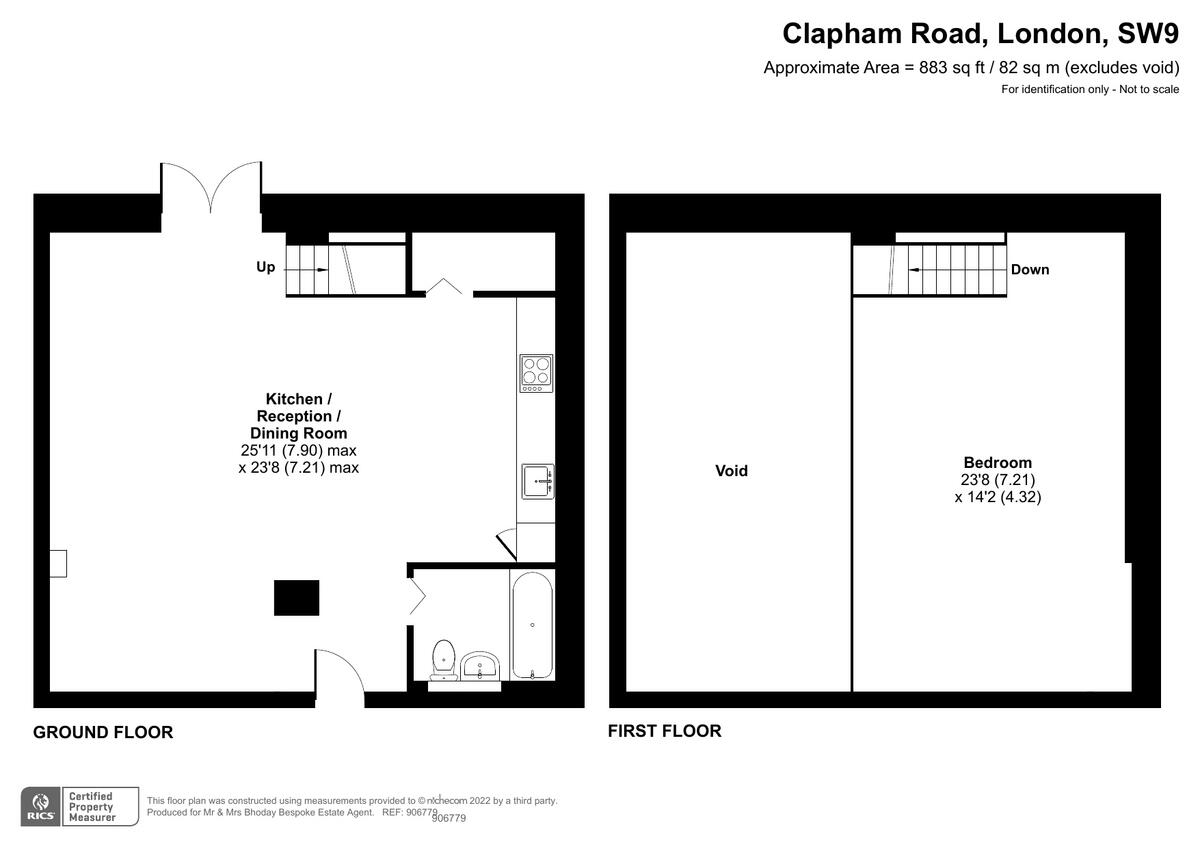 Clapham Road, London, SW9
Approximate Area = 883 sq ft / 82 sq m (excludes void)
For identification only - Not to scale
Up
Kitchen /
Reception /
Dining Room
25'11 (7.90) max
x 23'8 (7.21) max
GROUND FLOOR
Down
Void
Bedroom
23'8 (7.21)
x 14'2 (4.32)
FIRST FLOOR
RICS
Certified
Property
Measurer
This floor plan was constructed using measurements provided to © nichecom 2022 by a third party.
Produced for Mr & Mrs Bhoday Bespoke Estate Agent. REF: 906779
906779